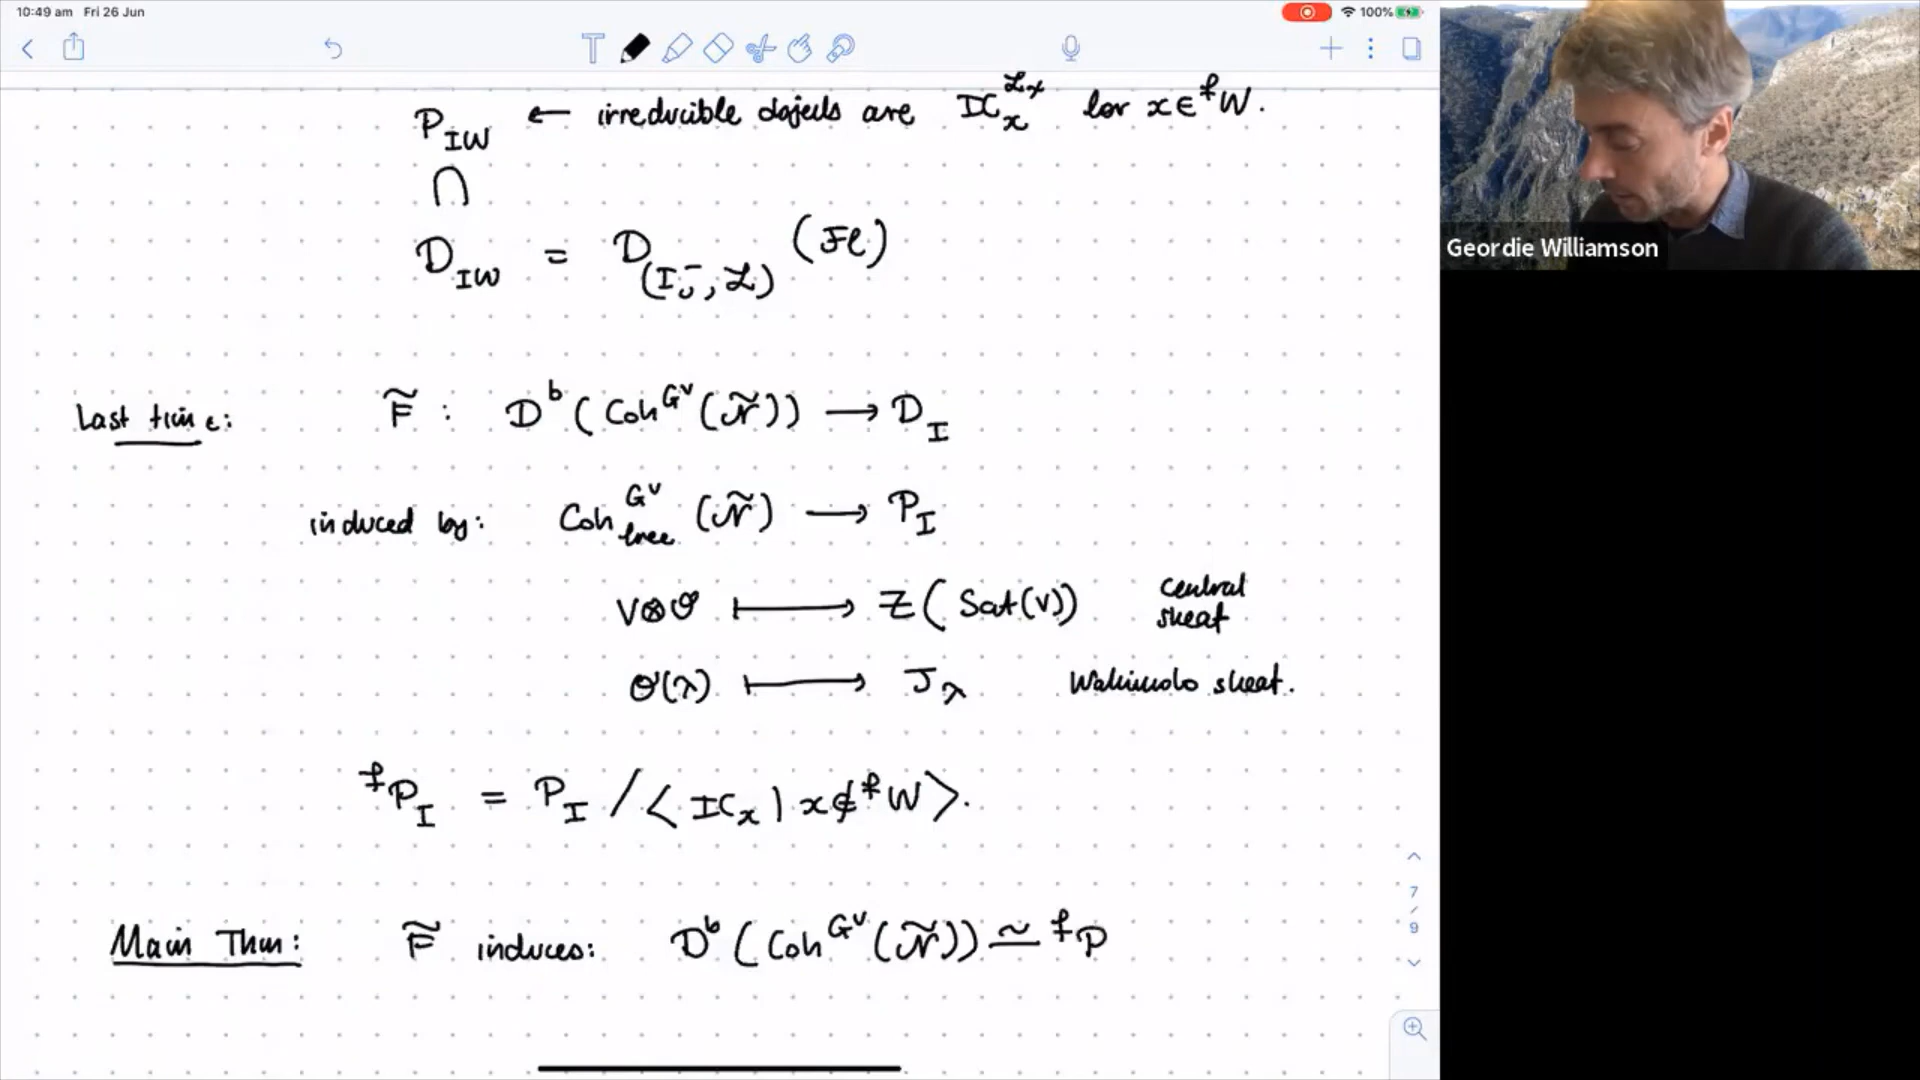 10:49 am Fri 26 Jun
100%
P_IW ← irreducible objects are IC_x^{ℒ_x} for x ∈ ᶠW.
∩
D_IW = D_(I_u^-, ℒ) (Fl)
Last time: F̃ : D^b(Coh^{G^∨}(Ñ)) → D_I
induced by: Coh_free^{G^∨}(Ñ) → P_I
V⊗O ↦ Z(Sat(V)) central sheaf
O(λ) ↦ J_λ Wakimoto sheaf.
ᶠP_I = P_I / ⟨IC_x | x ∉ ᶠW⟩.
Main Thm: F̃ induces: D^b(Coh^{G^∨}(Ñ)) ≃ ᶠP
Geordie Williamson
7
/
9